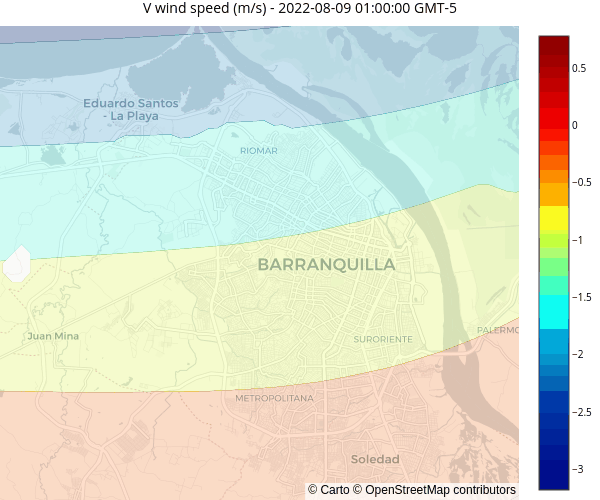 V wind speed (m/s) - 2022-08-09 01:00:00 GMT-5
Eduardo Santos
- La Playa
RIOMAR
BARRANQUILLA
Juan Mina
SURORIENTE
PALERMO
METROPOLITANA
Soledad
© Carto © OpenStreetMap contributors
0.5
0
−0.5
−1
−1.5
−2
−2.5
−3